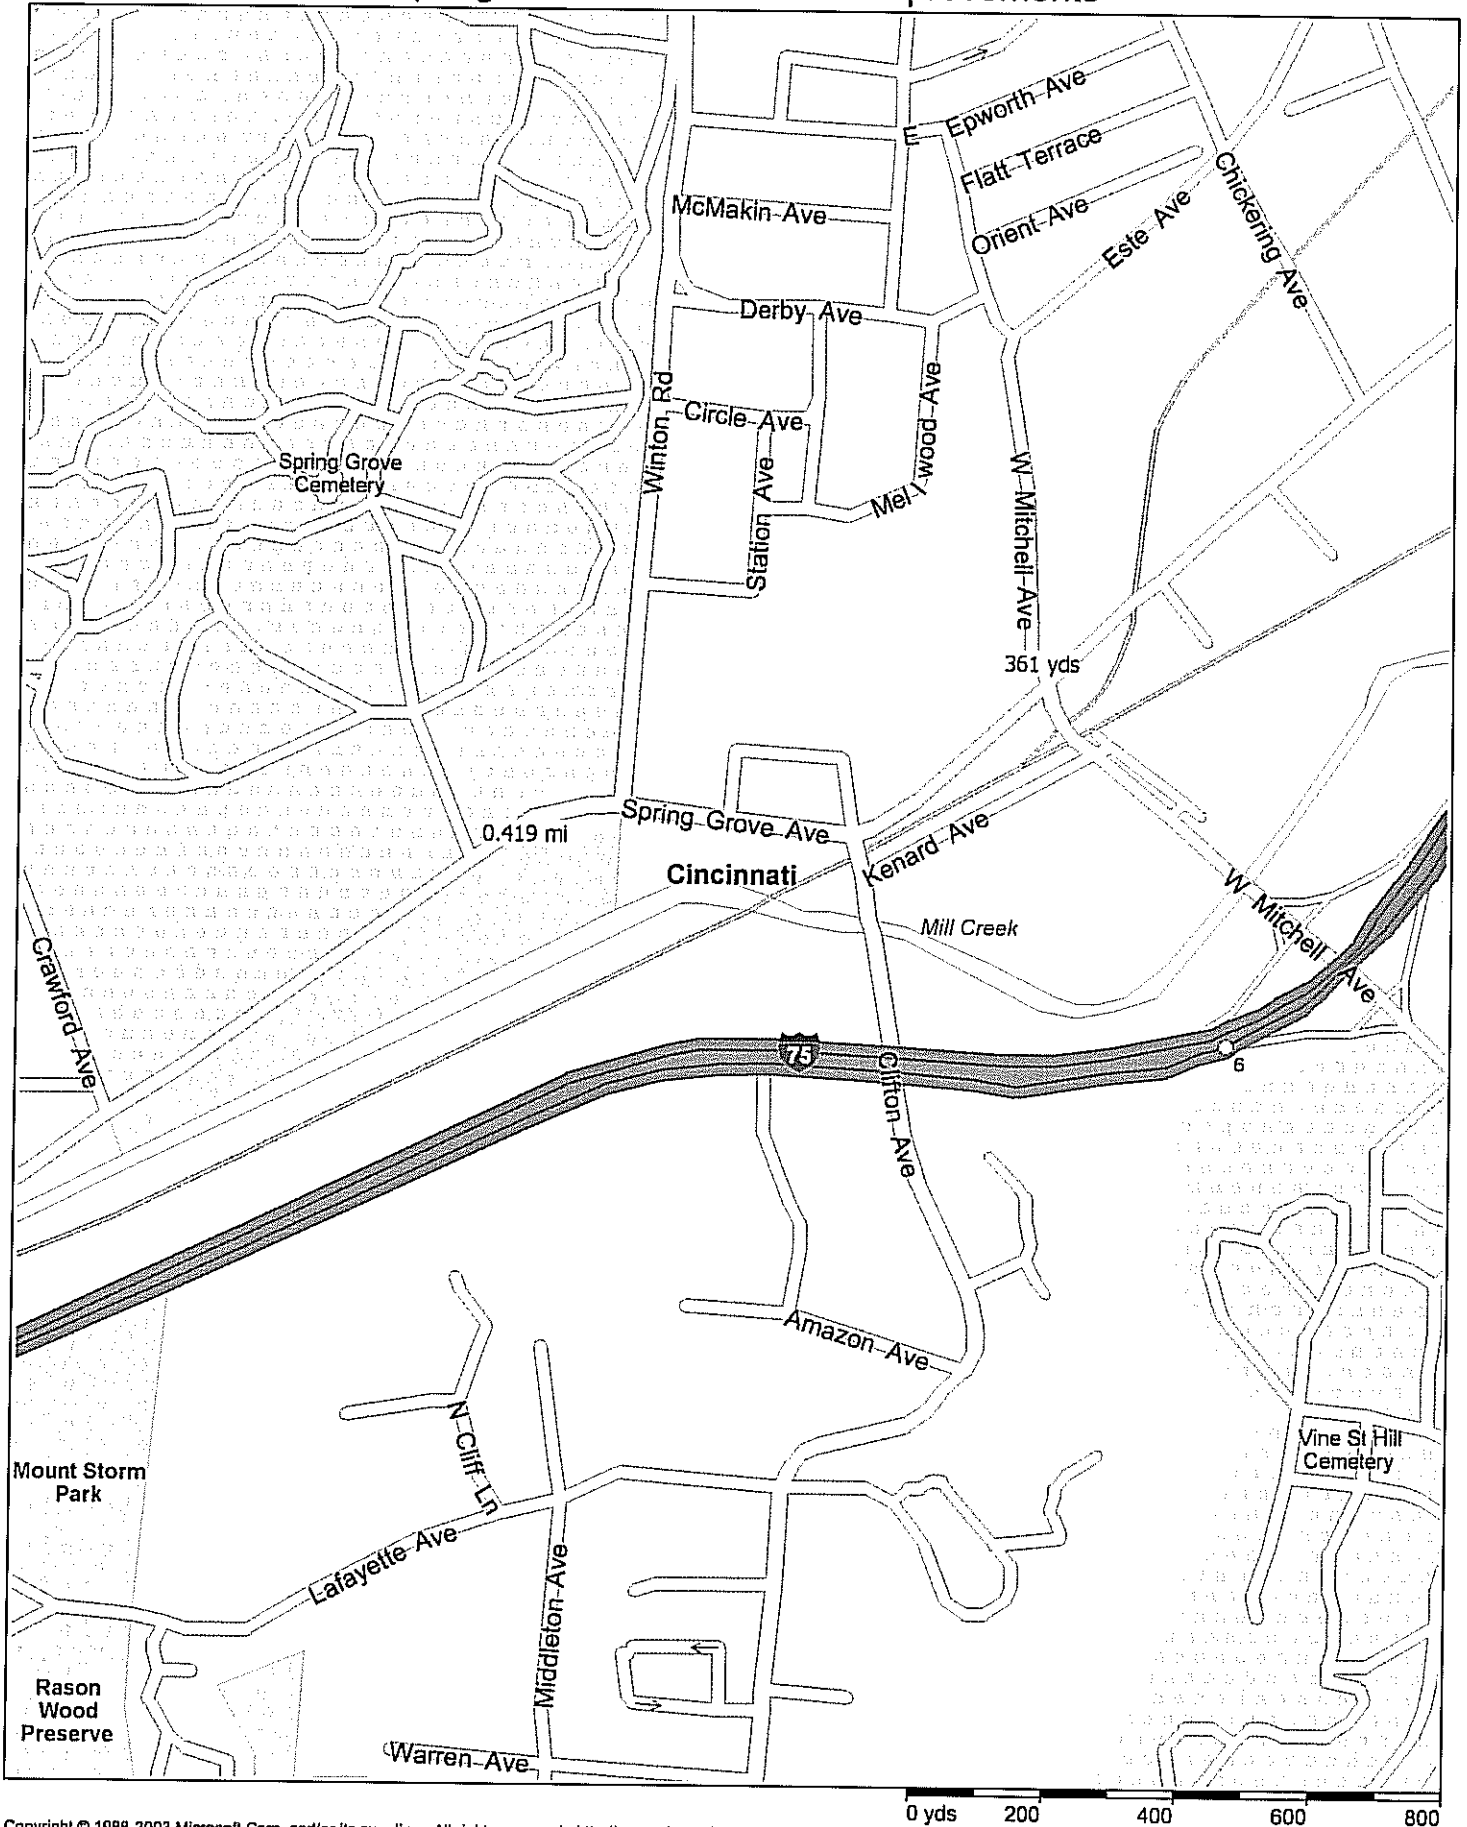 E Epworth Ave
Flatt Terrace
McMakin Ave
Orient Ave
Este Ave
Chickering Ave
Derby Ave
Winton Rd
Circle Ave
Station Ave
Mel wood Ave
W Mitchell Ave
Spring Grove
Cemetery
361 yds
0.419 mi
Spring Grove Ave
Cincinnati
Kenard Ave
Mill Creek
W Mitchell Ave
Crawford Ave
75
Clifton Ave
6
Amazon Ave
N Cliff Ln
Mount Storm
Park
Vine St Hill
Cemetery
Lafayette Ave
Middleton Ave
Rason
Wood
Preserve
Warren Ave
0 yds 200 400 600 800